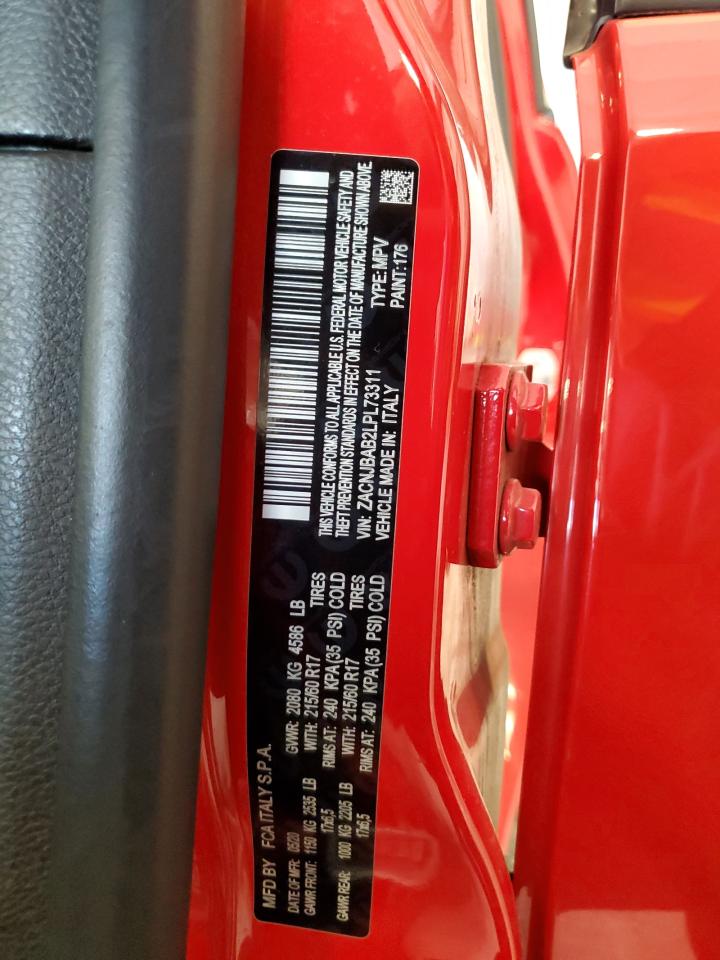 MFD BY FCA ITALY S.P.A.
DATE OF MFR: 0520 GVWR: 2080 KG 4586 LB
GAWR FRONT: 1150 KG 2535 LB WITH: 215/60 R17 TIRES
17x6,5 RIMS AT: 240 KPA(35 PSI) COLD
GAWR REAR: 1000 KG 2205 LB WITH: 215/60 R17 TIRES
17x6,5 RIMS AT: 240 KPA(35 PSI) COLD
THIS VEHICLE CONFORMS TO ALL APPLICABLE U.S. FEDERAL MOTOR VEHICLE SAFETY AND
THEFT PREVENTION STANDARDS IN EFFECT ON THE DATE OF MANUFACTURE SHOWN ABOVE
VIN: ZACNJBAB2LPL73311 TYPE: MPV
VEHICLE MADE IN: ITALY PAINT: 176